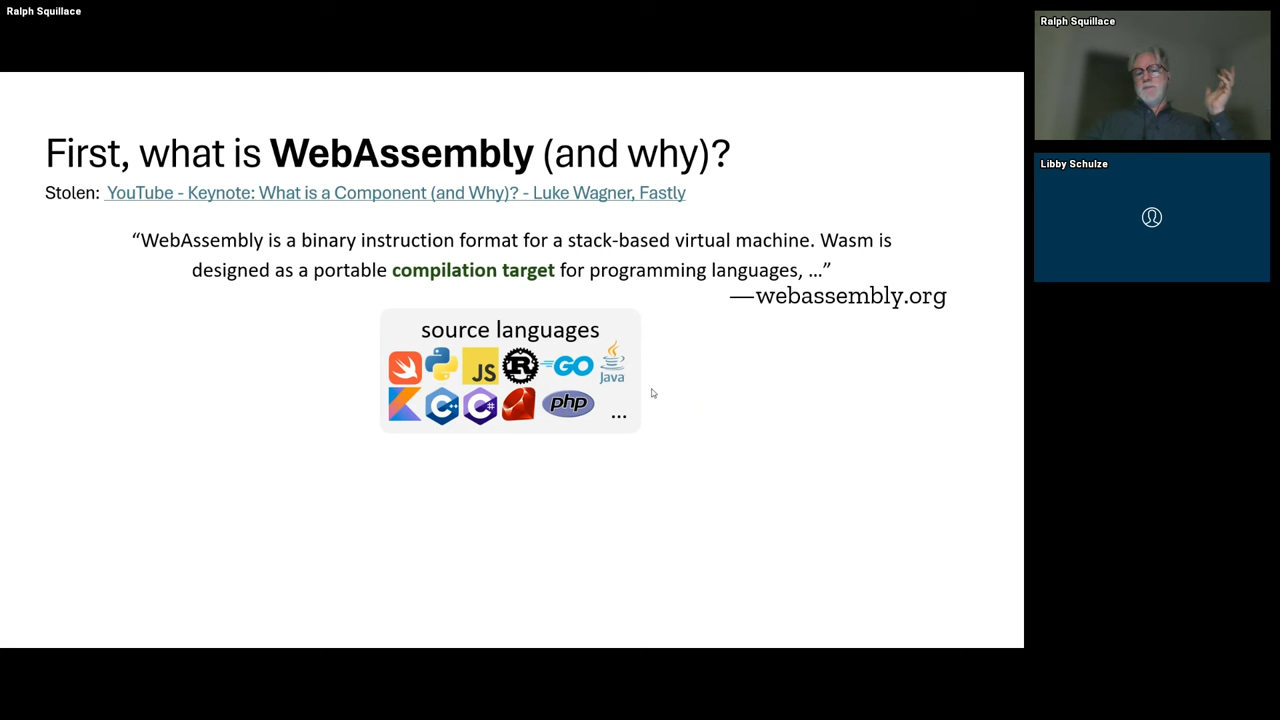 Ralph Squillace
First, what is WebAssembly (and why)?
Stolen: YouTube - Keynote: What is a Component (and Why)? - Luke Wagner, Fastly
“WebAssembly is a binary instruction format for a stack-based virtual machine. Wasm is
designed as a portable compilation target for programming languages, ...”
—webassembly.org
source languages
JS
R
GO
Java
C++
C#
php
...
Ralph Squillace
Libby Schulze